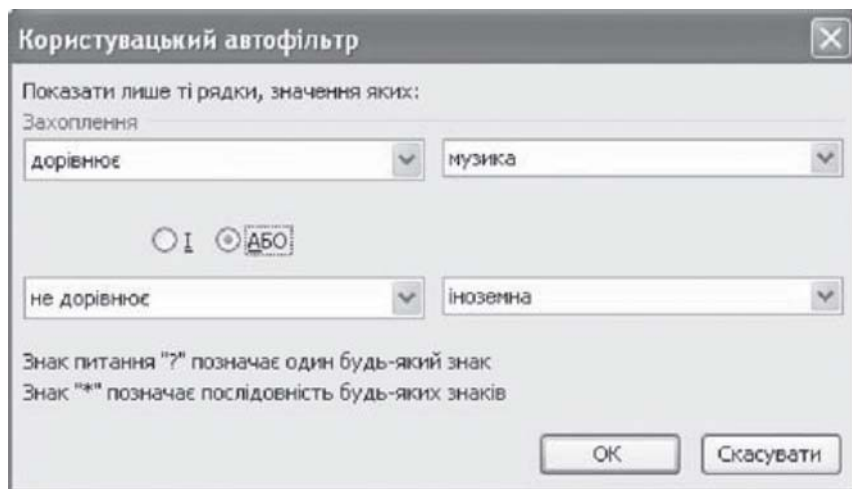 Користувацький автофільтр
Показати лише ті рядки, значення яких:
Захоплення
дорівнює музика
І АБО
не дорівнює іноземна
Знак питання "?" позначає один будь-який знак
Знак "*" позначає послідовність будь-яких знаків
ОК Скасувати